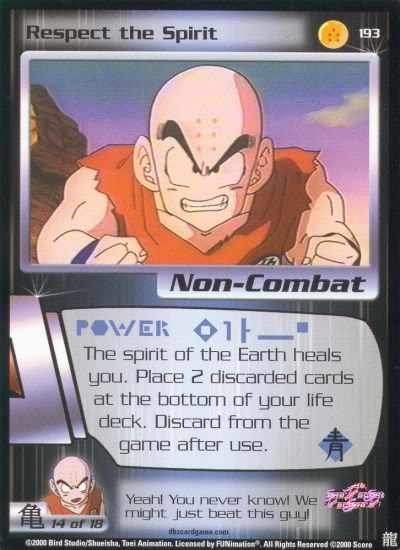 Respect the Spirit
193
Non-Combat
POWER
The spirit of the Earth heals
you. Place 2 discarded cards
at the bottom of your life
deck. Discard from the
game after use.
青
亀 14 of 18
Yeah! You never know! We
might just beat this guy!
dbzcardgame.com
©2000 Bird Studio/Shueisha, Toei Animation. Licensed by FUNimation®. All Rights Reserved ©2000 Score
龍